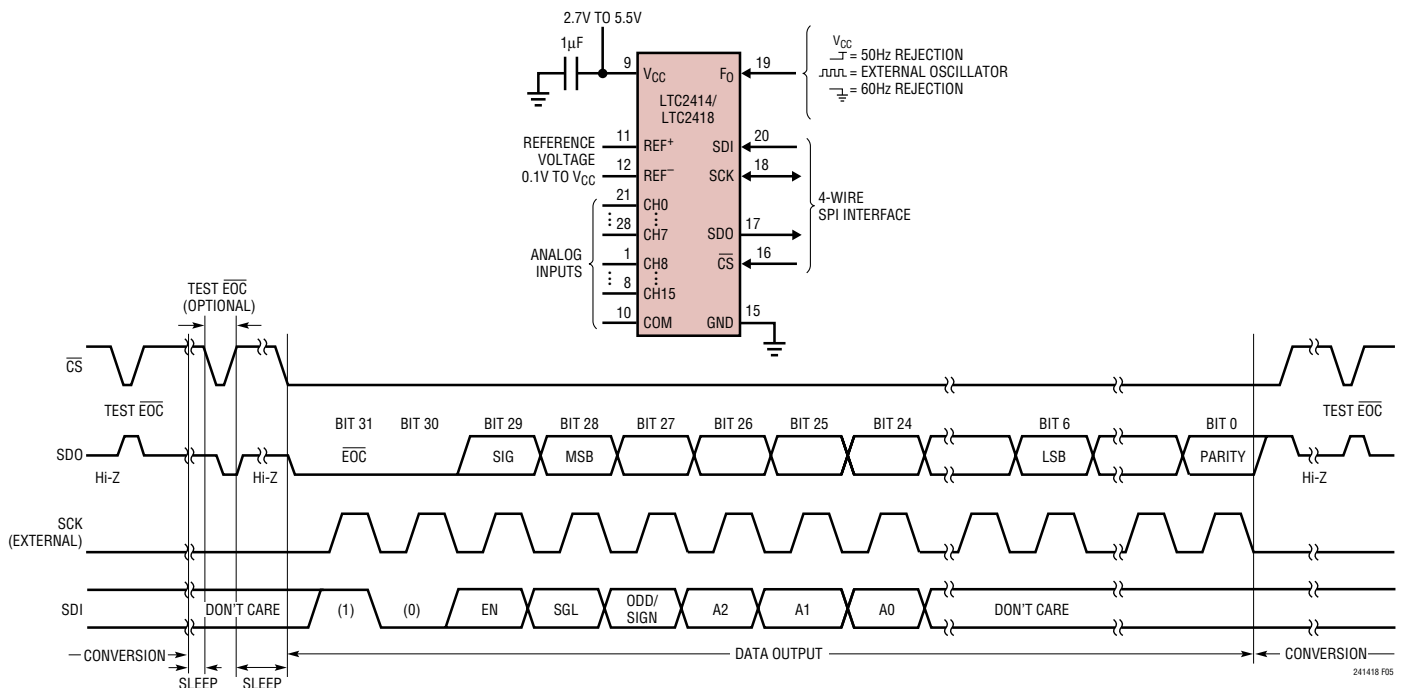 2.7V TO 5.5V
1µF
9
VCC
LTC2414/
LTC2418
FO
19
VCC
= 50Hz REJECTION
= EXTERNAL OSCILLATOR
= 60Hz REJECTION
REFERENCE
VOLTAGE
0.1V TO VCC
11
REF+
12
REF–
SDI
20
SCK
18
4-WIRE
SPI INTERFACE
ANALOG
INPUTS
21
CH0
28
CH7
1
CH8
8
CH15
10
COM
SDO
17
CS
16
GND
15
TEST EOC
(OPTIONAL)
CS
TEST EOC
TEST EOC
BIT 31 BIT 30 BIT 29 BIT 28 BIT 27 BIT 26 BIT 25 BIT 24 BIT 6 BIT 0
SDO
EOC SIG MSB LSB PARITY
Hi-Z Hi-Z Hi-Z
SCK
(EXTERNAL)
SDI
DON'T CARE (1) (0) EN SGL ODD/
SIGN A2 A1 A0 DON'T CARE
CONVERSION DATA OUTPUT CONVERSION
SLEEP SLEEP
241418 F05